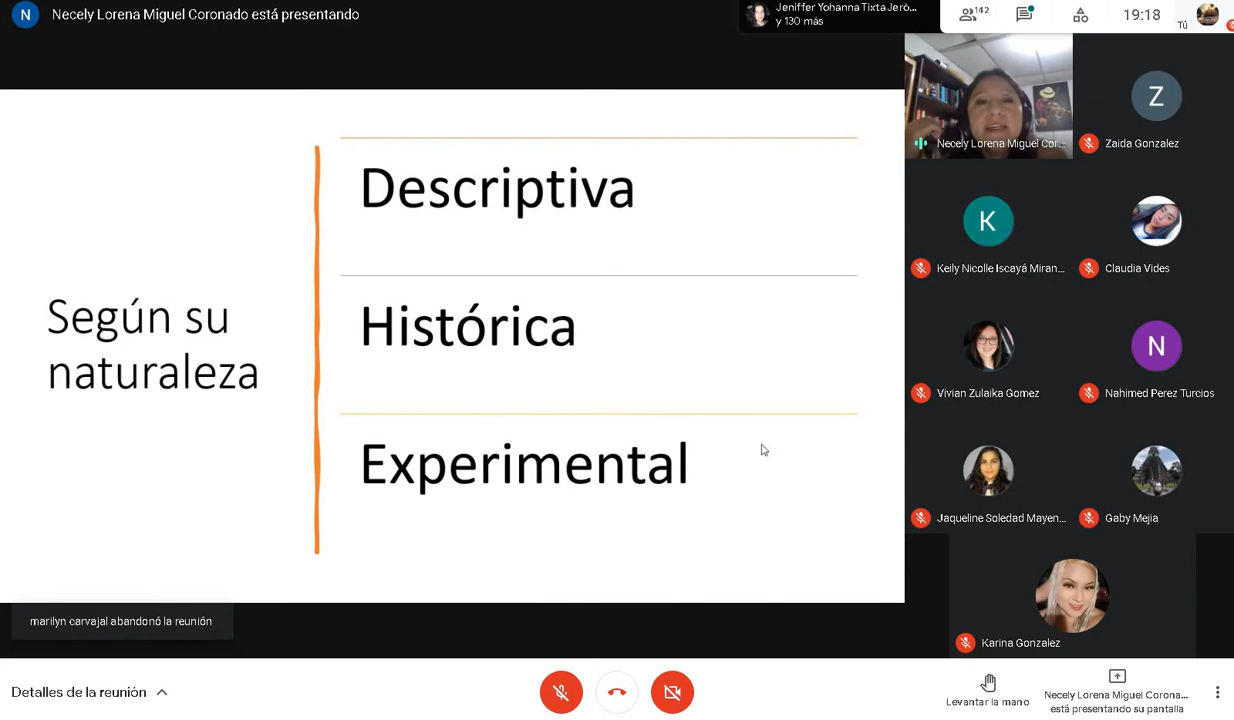 N Necely Lorena Miguel Coronado está presentando
Jeniffer Yohanna Tixta Jerò...
y 130 más
142
19:18
Tú
Según su
naturaleza
Descriptiva
Histórica
Experimental
Necely Lorena Miguel Cor...
Z
Zaida Gonzalez
K
Keily Nicolle Iscayá Miran...
Claudia Vides
Vivian Zulaika Gomez
N
Nahimed Perez Turcios
Jaqueline Soledad Mayen...
Gaby Mejia
Karina Gonzalez
marilyn carvajal abandonó la reunión
Detalles de la reunión
Levantar la mano
Necely Lorena Miguel Corona...
está presentando su pantalla